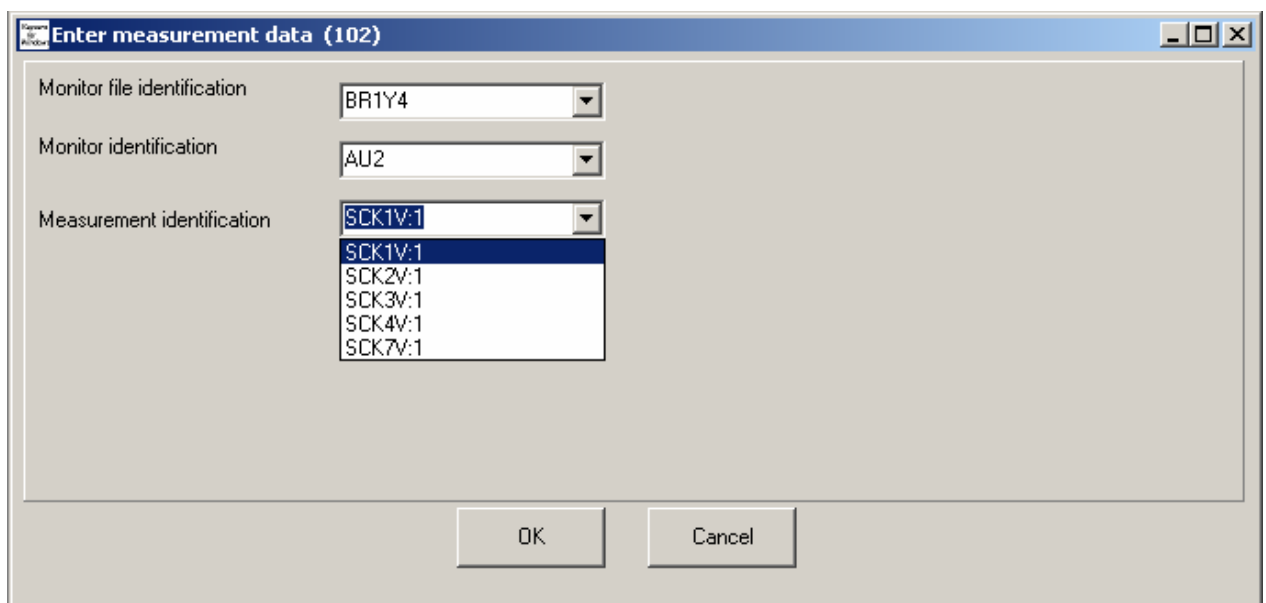 Enter measurement data (102)
Monitor file identification
BR1Y4
Monitor identification
AU2
Measurement identification
SCK1V:1
SCK1V:1
SCK2V:1
SCK3V:1
SCK4V:1
SCK7V:1
OK
Cancel